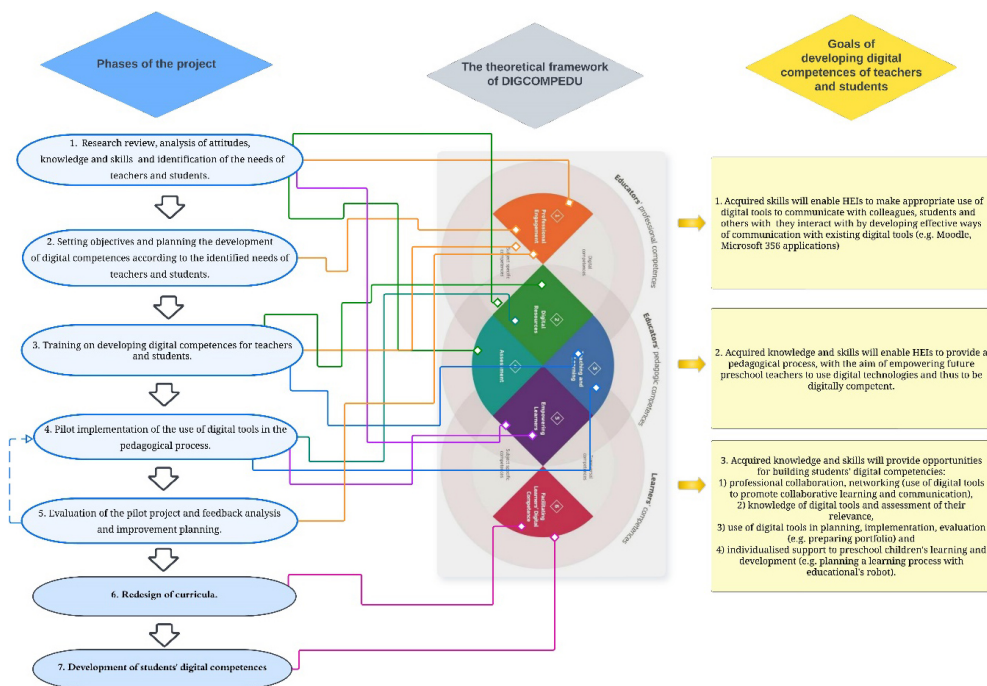 Phases of the project
The theoretical framework
of DIGCOMPEDU
Goals of
developing digital
competences of teachers
and students
1. Research review, analysis of attitudes,
knowledge and skills and identification of the needs of
teachers and students.
2. Setting objectives and planning the development
of digital competences according to the identified needs of
teachers and students.
3. Training on developing digital competences for teachers
and students.
4. Pilot implementation of the use of digital tools in the
pedagogical process.
5. Evaluation of the pilot project and feedback analysis
and improvement planning.
6. Redesign of curricula.
7. Development of students' digital competences
Educators' professional competences
Educators' pedagogic competences
Learners' competences
1
Professional
Engagement
Digital
competences
2
Digital
Resources
3
Assessment
5
Empowering
Learners
Subject specific
competences
6
Facilitating
Learners' Digital
Competence
1. Acquired skills will enable HEIs to make appropriate use of
digital tools to communicate with colleagues, students and
others with they interact with by developing effective ways
of communication with existing digital tools (e.g. Moodle,
Microsoft 356 applications)
2. Acquired knowledge and skills will enable HEIs to provide a
pedagogical process, with the aim of empowering future
preschool teachers to use digital technologies and thus to be
digitally competent.
3. Acquired knowledge and skills will provide opportunities
for building students' digital competencies:
1) professional collaboration, networking (use of digital tools
to promote collaborative learning and communication),
2) knowledge of digital tools and assessment of their
relevance,
3) use of digital tools in planning, implementation, evaluation
(e.g. preparing portfolio) and
4) individualised support to preschool children's learning and
development (e.g. planning a learning process with
educational's robot).